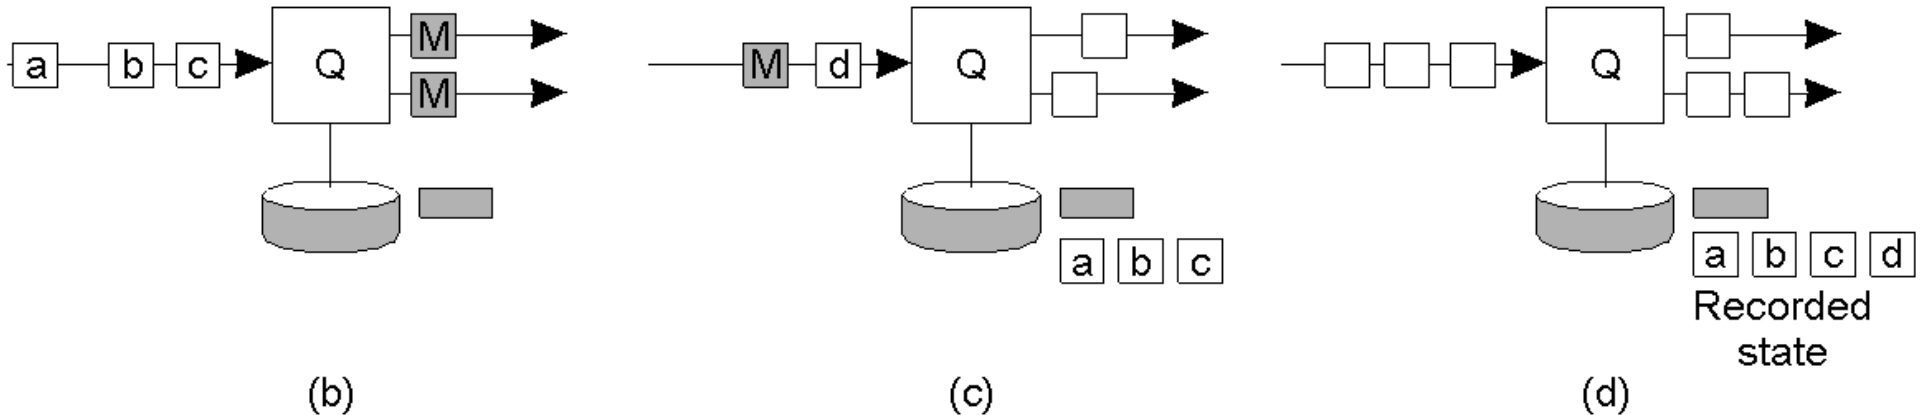 M
a b c Q
M
(b)
M d Q
a b c
(c)
Q
a b c d
Recorded
state
(d)